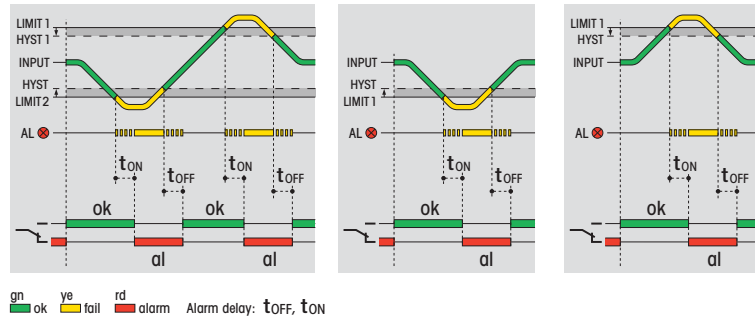 LIMIT 1
HYST 1
INPUT
HYST
LIMIT 2
AL
tON
tOFF
tON
tOFF
ok
ok
al
al
INPUT
HYST
LIMIT 1
AL
tON
tOFF
ok
al
LIMIT 1
HYST
INPUT
AL
tON
tOFF
ok
al
gn ok ye fail rd alarm Alarm delay: tOFF, tON